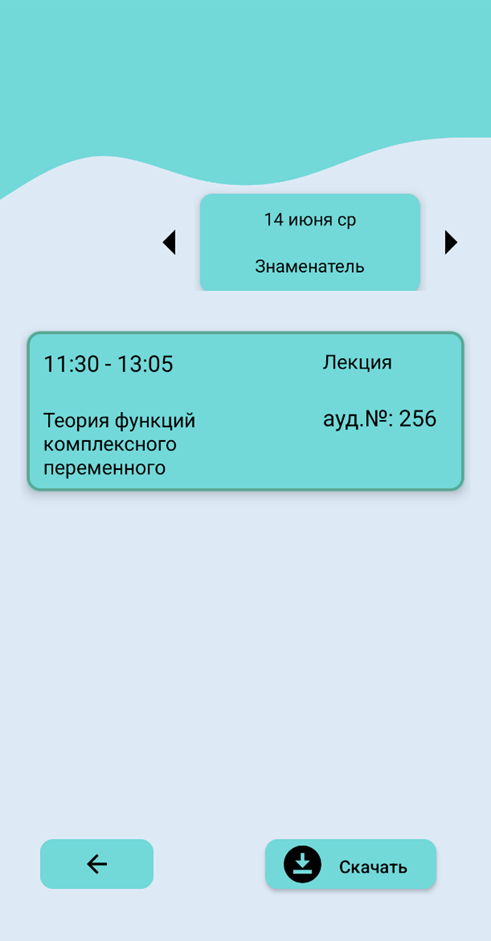 14 июня ср
Знаменатель
11:30 - 13:05
Лекция
Теория функций
комплексного
переменного
ауд.№: 256
Скачать